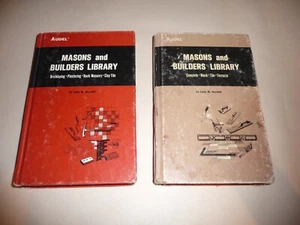 AUDEL
MASONS and
BUILDERS LIBRARY
Bricklaying • Plastering • Rock Masonry • Clay Tile
AUDEL
MASONS and
BUILDERS LIBRARY
Concrete • Block • Tile • Terrazzo